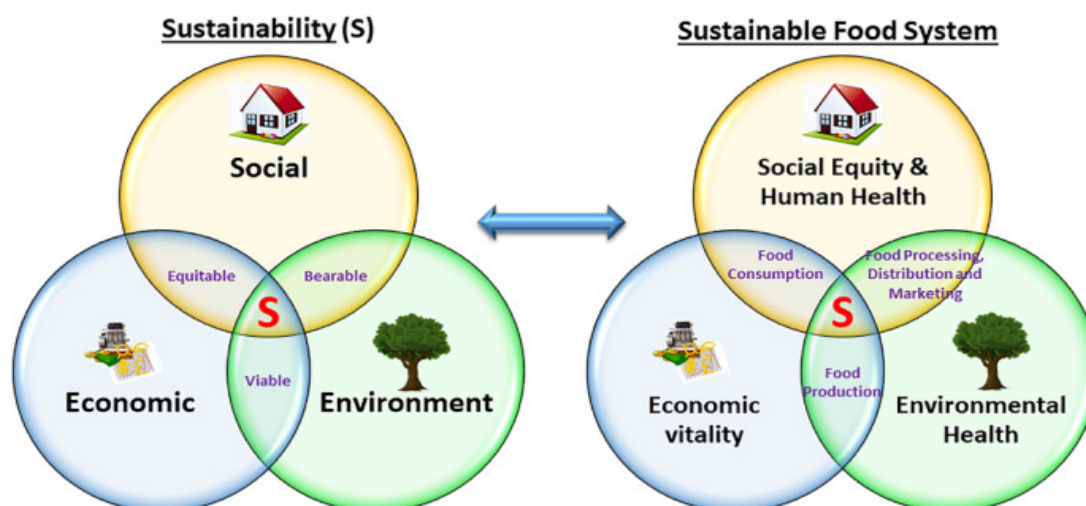 Sustainability (S)
Social
Equitable
Bearable
S
Economic
Viable
Environment
Sustainable Food System
Social Equity &
Human Health
Food
Consumption
Food Processing,
Distribution and
Marketing
S
Economic
vitality
Food
Production
Environmental
Health